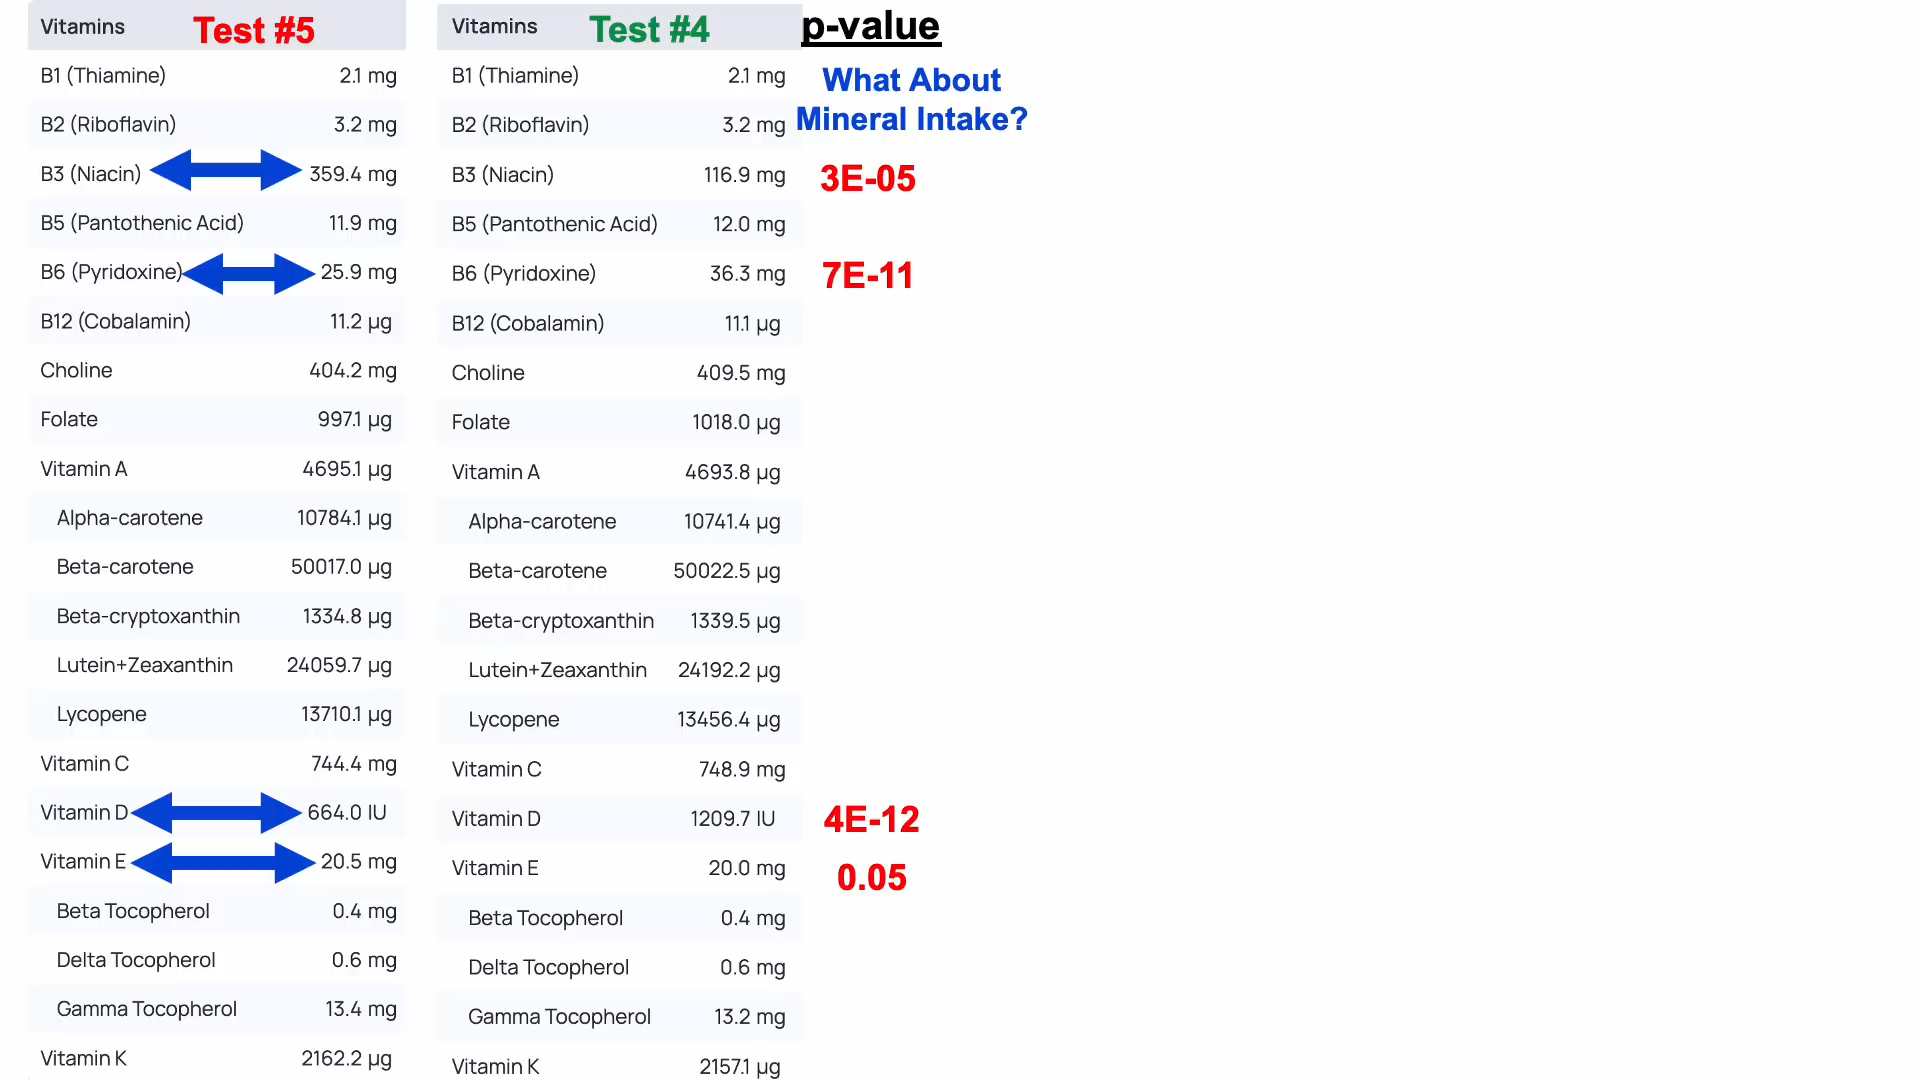 Vitamins Test #5 Vitamins Test #4 p-value
B1 (Thiamine) 2.1 mg B1 (Thiamine) 2.1 mg What About
B2 (Riboflavin) 3.2 mg B2 (Riboflavin) 3.2 mg Mineral Intake?
B3 (Niacin) 359.4 mg B3 (Niacin) 116.9 mg 3E-05
B5 (Pantothenic Acid) 11.9 mg B5 (Pantothenic Acid) 12.0 mg
B6 (Pyridoxine) 25.9 mg B6 (Pyridoxine) 36.3 mg 7E-11
B12 (Cobalamin) 11.2 µg B12 (Cobalamin) 11.1 µg
Choline 404.2 mg Choline 409.5 mg
Folate 997.1 µg Folate 1018.0 µg
Vitamin A 4695.1 µg Vitamin A 4693.8 µg
Alpha-carotene 10784.1 µg Alpha-carotene 10741.4 µg
Beta-carotene 50017.0 µg Beta-carotene 50022.5 µg
Beta-cryptoxanthin 1334.8 µg Beta-cryptoxanthin 1339.5 µg
Lutein+Zeaxanthin 24059.7 µg Lutein+Zeaxanthin 24192.2 µg
Lycopene 13710.1 µg Lycopene 13456.4 µg
Vitamin C 744.4 mg Vitamin C 748.9 mg
Vitamin D 664.0 IU Vitamin D 1209.7 IU 4E-12
Vitamin E 20.5 mg Vitamin E 20.0 mg 0.05
Beta Tocopherol 0.4 mg Beta Tocopherol 0.4 mg
Delta Tocopherol 0.6 mg Delta Tocopherol 0.6 mg
Gamma Tocopherol 13.4 mg Gamma Tocopherol 13.2 mg
Vitamin K 2162.2 µg Vitamin K 2157.1 µg